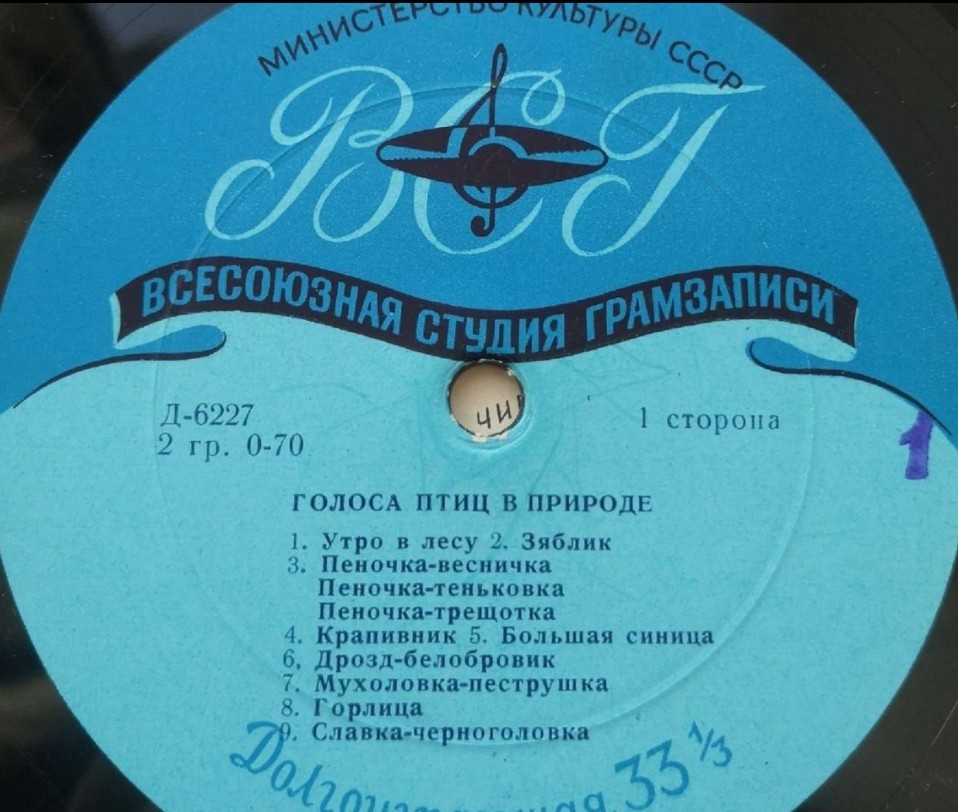 МИНИСТЕРСТВО КУЛЬТУРЫ СССР
ВСГ
ВСЕСОЮЗНАЯ СТУДИЯ ГРАМЗАПИСИ
Д-6227
2 гр. 0-70
чи
1 сторона
1
ГОЛОСА ПТИЦ В ПРИРОДЕ
1. Утро в лесу 2. Зяблик
3. Пеночка-весничка
Пеночка-теньковка
Пеночка-трещотка
4. Крапивник 5. Большая синица
6, Дрозд-белобровик
7. Мухоловка-пеструшка
8. Горлица
9. Славка-черноголовка
Долгоиграющая 33 1/3